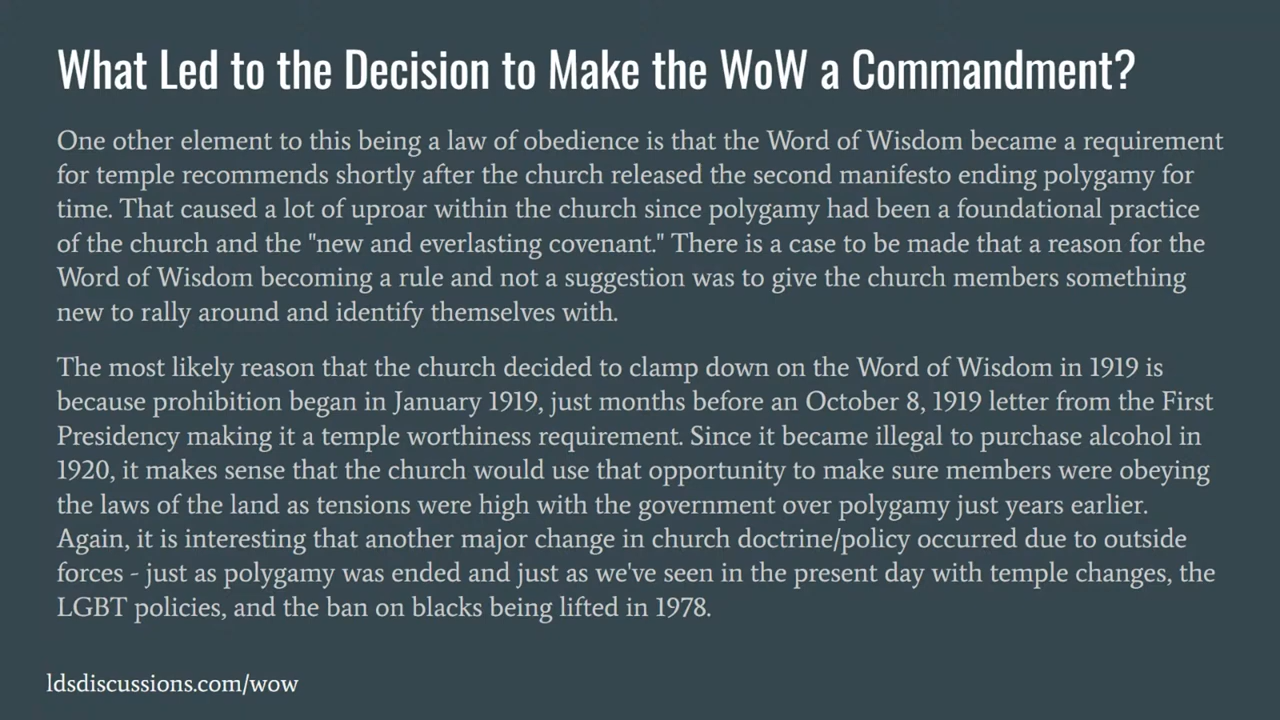 What Led to the Decision to Make the WoW a Commandment?
One other element to this being a law of obedience is that the Word of Wisdom became a requirement
for temple recommends shortly after the church released the second manifesto ending polygamy for
time. That caused a lot of uproar within the church since polygamy had been a foundational practice
of the church and the "new and everlasting covenant." There is a case to be made that a reason for the
Word of Wisdom becoming a rule and not a suggestion was to give the church members something
new to rally around and identify themselves with.
The most likely reason that the church decided to clamp down on the Word of Wisdom in 1919 is
because prohibition began in January 1919, just months before an October 8, 1919 letter from the First
Presidency making it a temple worthiness requirement. Since it became illegal to purchase alcohol in
1920, it makes sense that the church would use that opportunity to make sure members were obeying
the laws of the land as tensions were high with the government over polygamy just years earlier.
Again, it is interesting that another major change in church doctrine/policy occurred due to outside
forces - just as polygamy was ended and just as we've seen in the present day with temple changes, the
LGBT policies, and the ban on blacks being lifted in 1978.
ldsdiscussions.com/wow